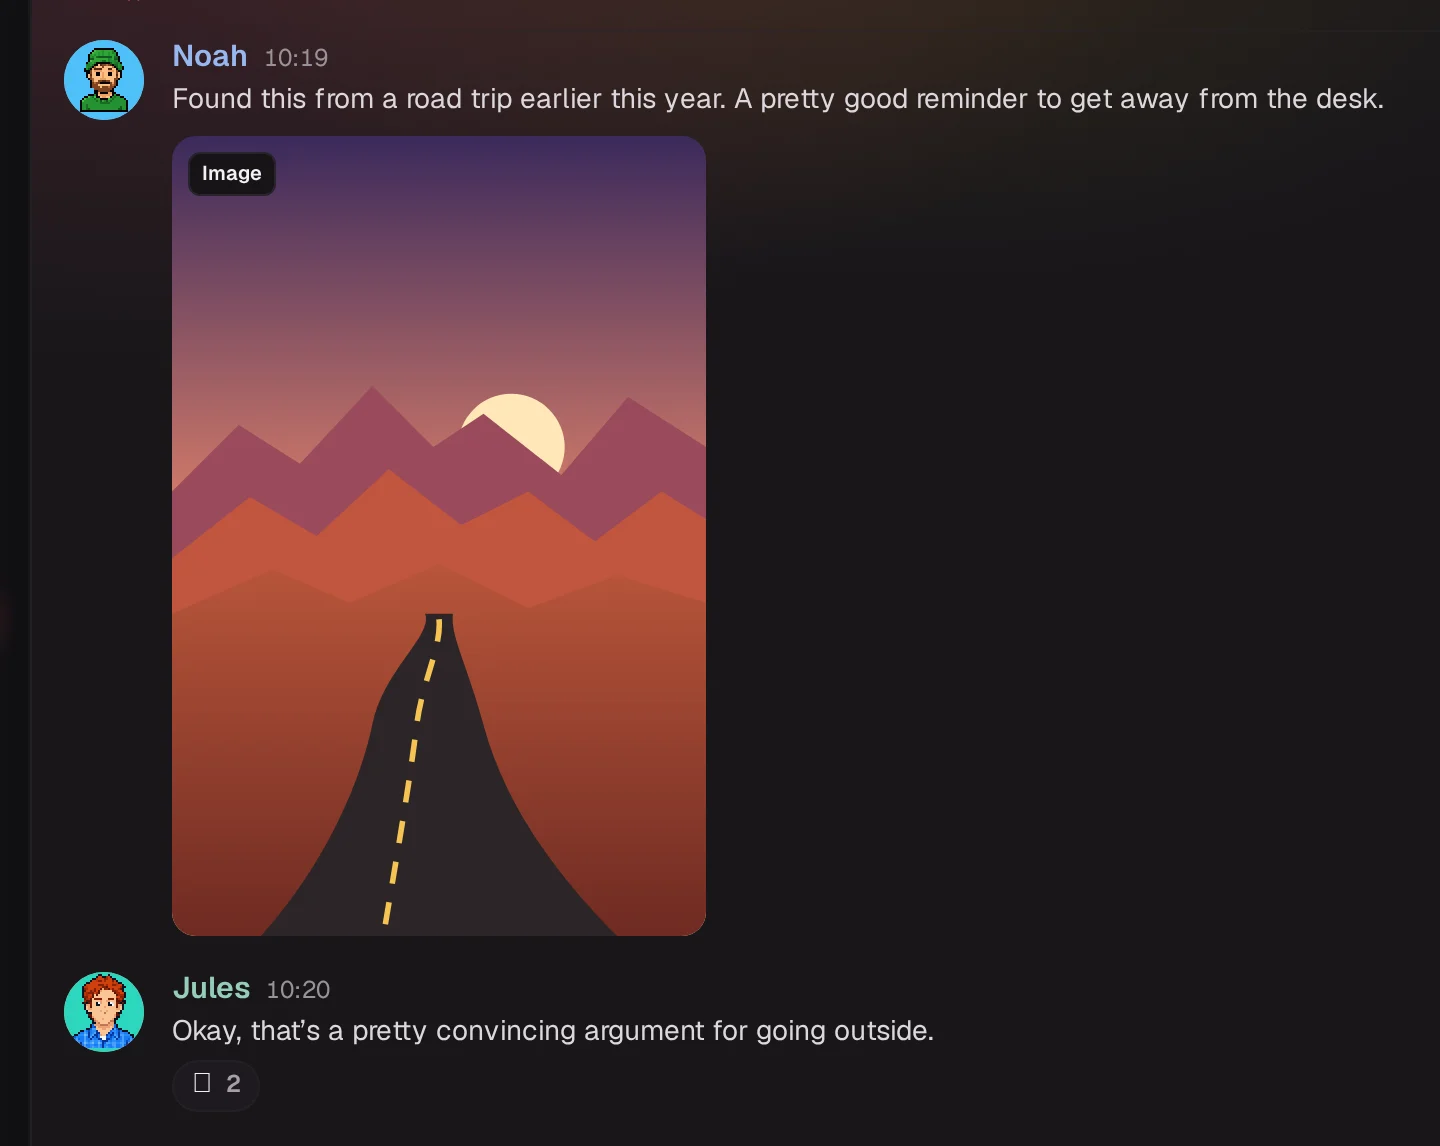 Noah 10:19
Found this from a road trip earlier this year. A pretty good reminder to get away from the desk.
Image
Jules 10:20
Okay, that’s a pretty convincing argument for going outside.
2